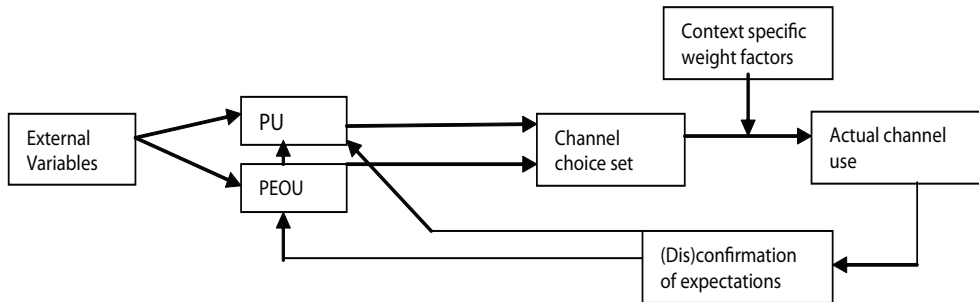 Context specific
weight factors
External
Variables
PU
PEOU
Channel
choice set
Actual channel
use
(Dis)confirmation
of expectations